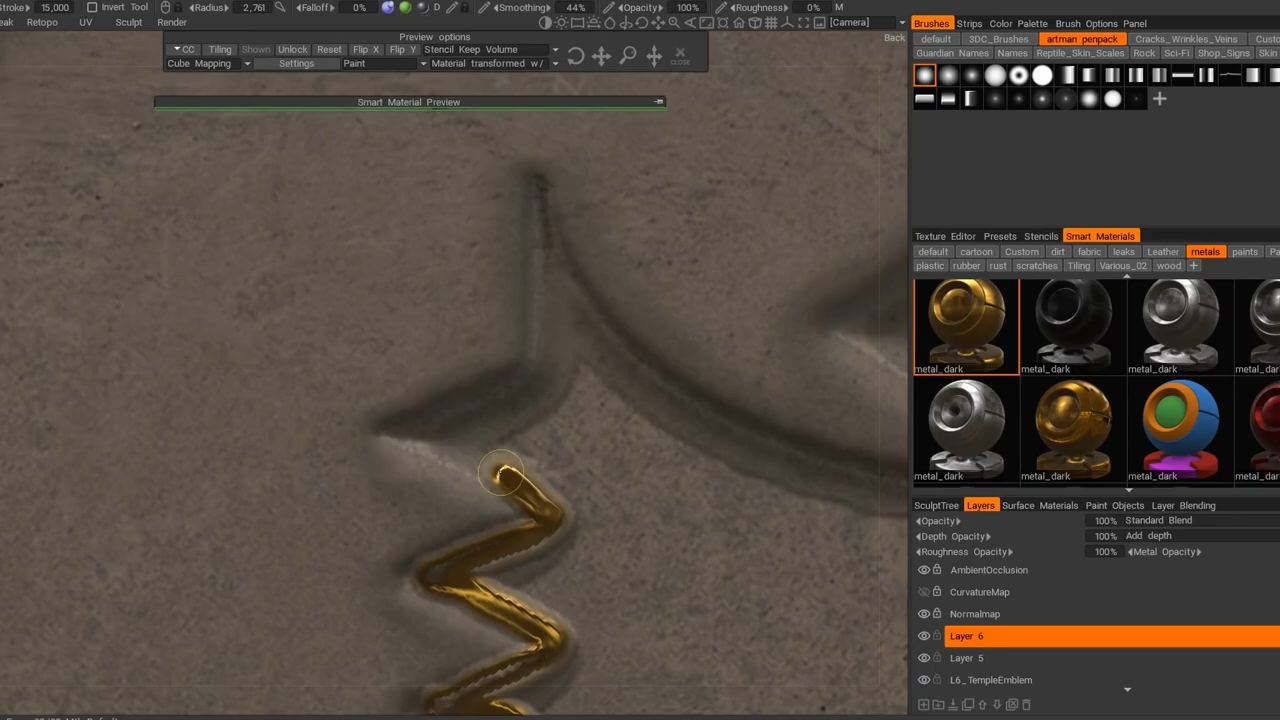 Stroke| 15,000 Invert Tool Radius| 2,761 Falloff| 0% D Smoothing| 44% Opacity| 100% Roughness| 0% M
Retopo UV Sculpt Render [Camera]
Back
Preview options
CC Tiling Shown Unlock Reset Flip X Flip Y Stencil Keep Volume
Cube Mapping Settings Paint Material transformed w/
CLOSE
Smart Material Preview
Brushes Strips Color Palette Brush Options Panel
default 3DC_Brushes artman penpack Cracks_Wrinkles_Veins
Guardian Names Names Reptile_Skin_Scales Rock Sci-Fi Shop_Signs Skin
Texture Editor Presets Stencils Smart Materials
default cartoon Custom dirt fabric leaks Leather metals paints Pa
plastic rubber rust scratches Tiling Various_02 wood +
metal_dark metal_dark metal_dark metal_dark
metal_dark metal_dark metal_dark metal_dark
SculptTree Layers Surface Materials Paint Objects Layer Blending
Opacity 100% Standard Blend
Depth Opacity 100% Add depth
Roughness Opacity 100% Metal Opacity
AmbientOcclusion
CurvatureMap
Normalmap
Layer 6
Layer 5
L6_TempleEmblem